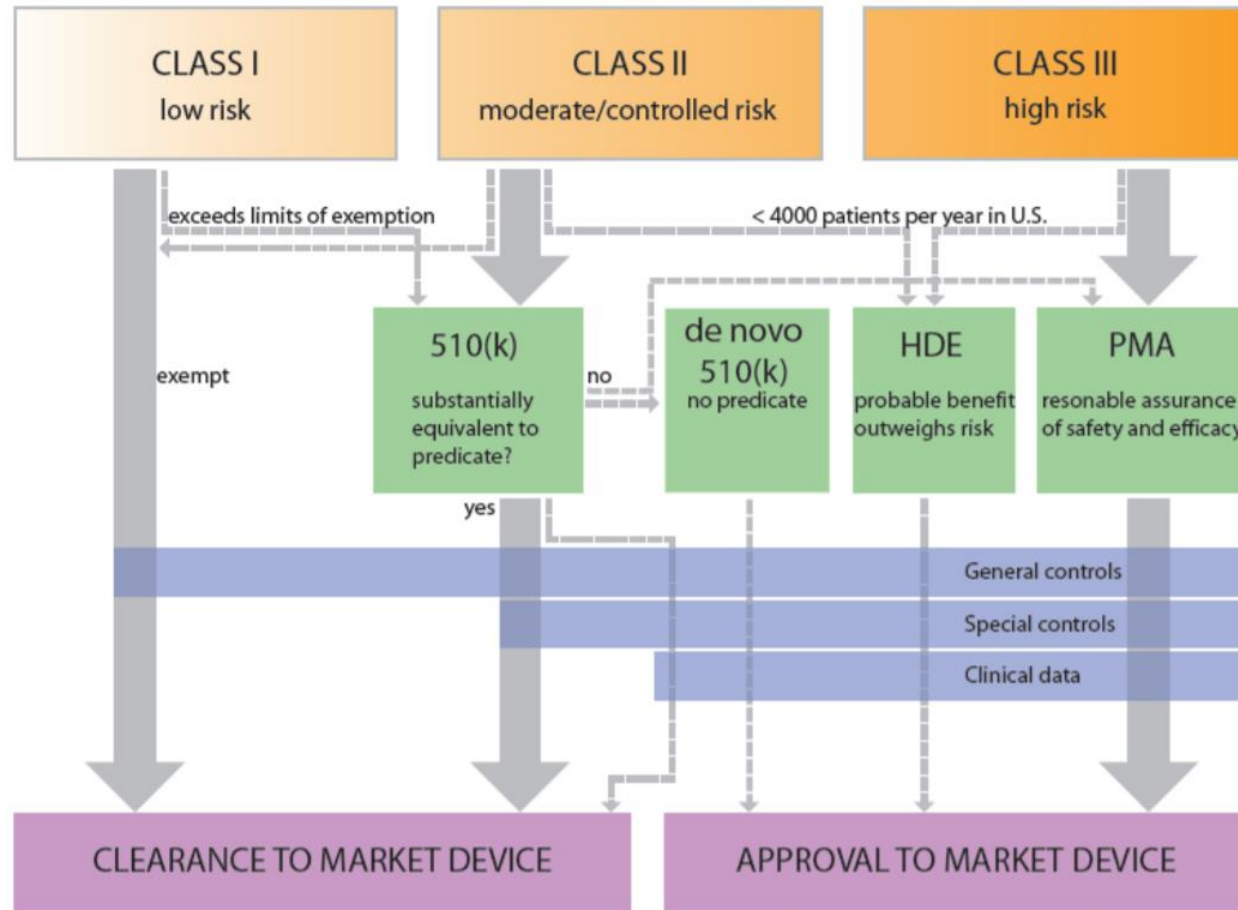 CLASS I
low risk
CLASS II
moderate/controlled risk
CLASS III
high risk
exceeds limits of exemption
< 4000 patients per year in U.S.
exempt
510(k)
substantially
equivalent to
predicate?
no
yes
de novo
510(k)
no predicate
HDE
probable benefit
outweighs risk
PMA
resonable assurance
of safety and efficacy
General controls
Special controls
Clinical data
CLEARANCE TO MARKET DEVICE
APPROVAL TO MARKET DEVICE